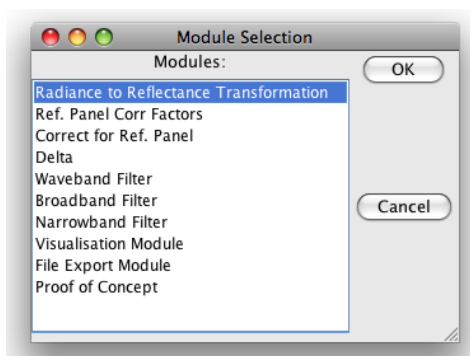 Module Selection
Modules:
OK
Radiance to Reflectance Transformation
Ref. Panel Corr Factors
Correct for Ref. Panel
Delta
Waveband Filter
Broadband Filter
Cancel
Narrowband Filter
Visualisation Module
File Export Module
Proof of Concept